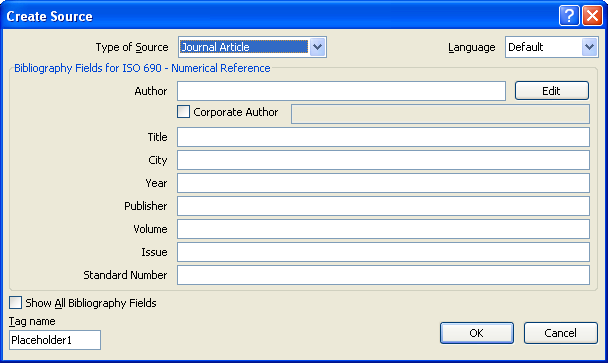 Create Source
Type of Source Journal Article Language Default
Bibliography Fields for ISO 690 - Numerical Reference
Author Edit
Corporate Author
Title
City
Year
Publisher
Volume
Issue
Standard Number
Show All Bibliography Fields
Tag name
Placeholder1 OK Cancel